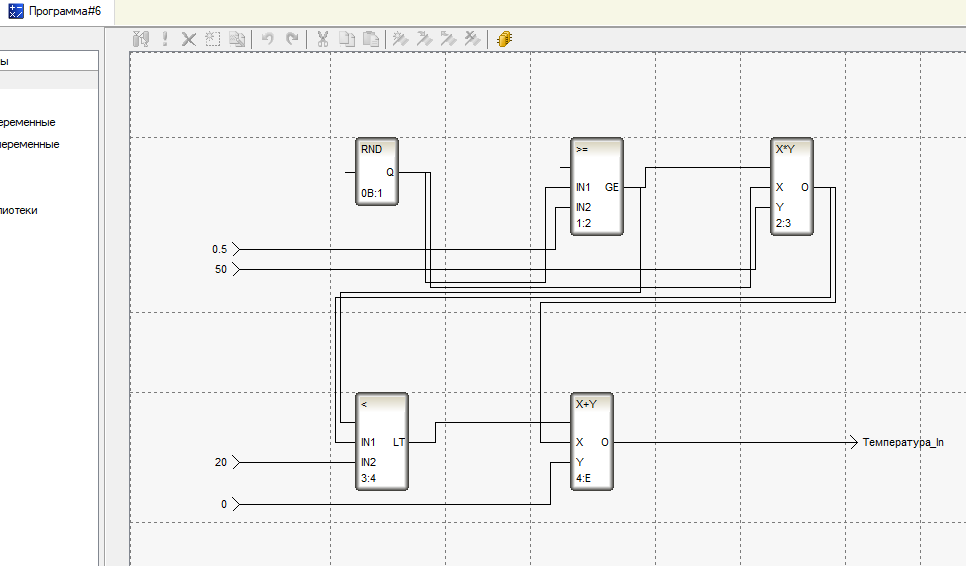 Программа#6
ы
еременные
переменные
лиотеки
RND
Q
0B:1
>=
IN1 GE
IN2
1:2
X*Y
X O
Y
2:3
0.5
50
<
IN1 LT
IN2
3:4
X+Y
X O
Y
4:E
Температура_In
20
0